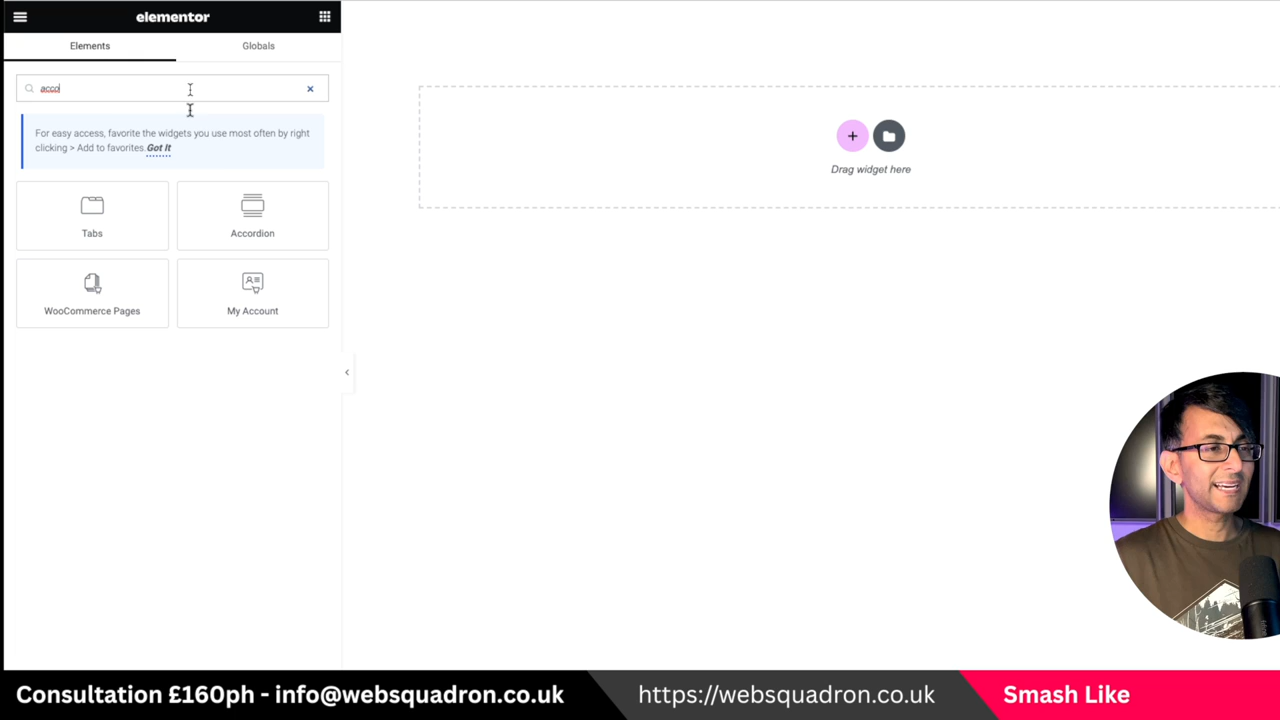 elementor
Elements
Globals
acco
For easy access, favorite the widgets you use most often by right
clicking > Add to favorites. Got It
Tabs
Accordion
WooCommerce Pages
My Account
Drag widget here
Consultation £160ph - info@websquadron.co.uk
https://websquadron.co.uk
Smash Like